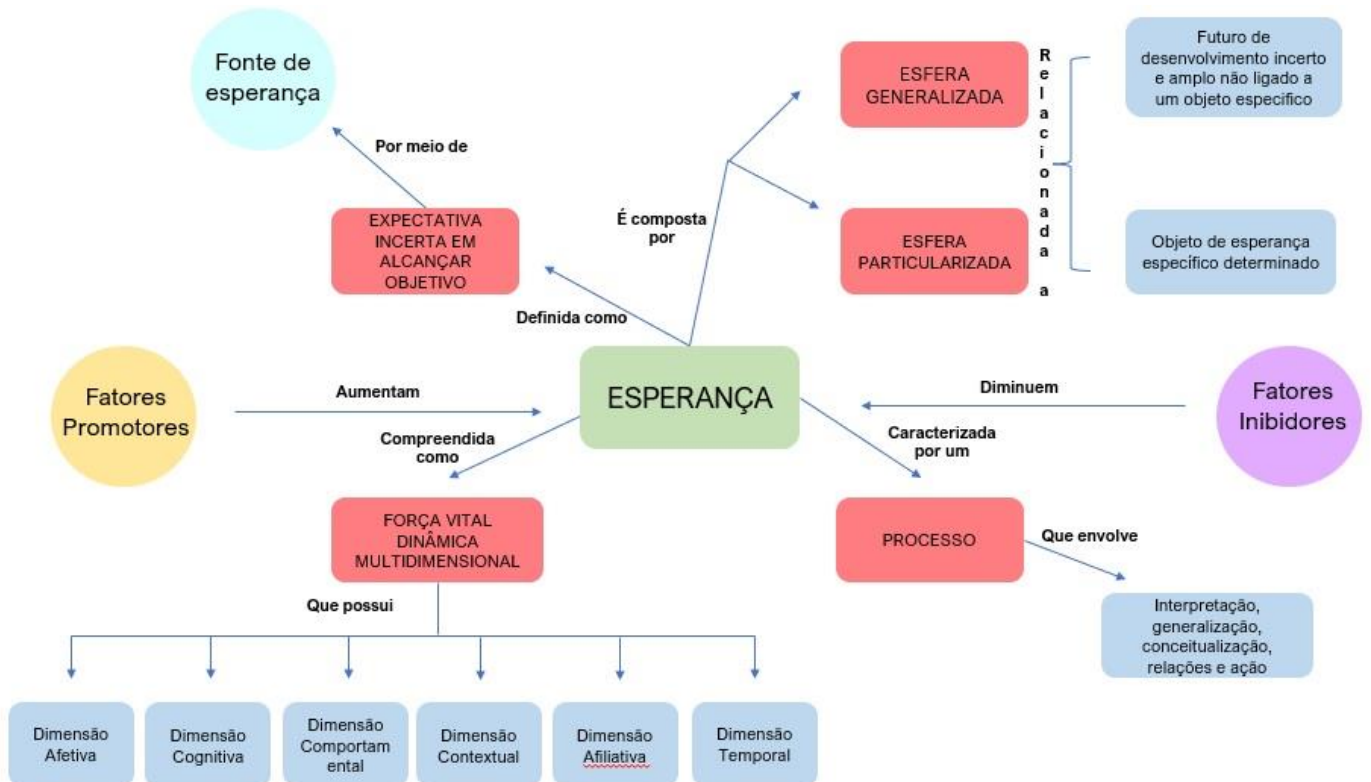 Fonte de
esperança
Por meio de
EXPECTATIVA
INCERTA EM
ALCANÇAR
OBJETIVO
Definida como
É composta
por
ESFERA
GENERALIZADA
ESFERA
PARTICULARIZADA
Relacionada a
Futuro de
desenvolvimento incerto
e amplo não ligado a
um objeto especifico
Objeto de esperança
específico determinado
Fatores
Promotores
Aumentam
ESPERANÇA
Diminuem
Fatores
Inibidores
Compreendida
como
Caracterizada
por um
FORÇA VITAL
DINÂMICA
MULTIDIMENSIONAL
PROCESSO
Que envolve
Interpretação,
generalização,
conceitualização,
relações e ação
Que possui
Dimensão
Afetiva
Dimensão
Cognitiva
Dimensão
Comportam
ental
Dimensão
Contextual
Dimensão
Afiliativa
Dimensão
Temporal